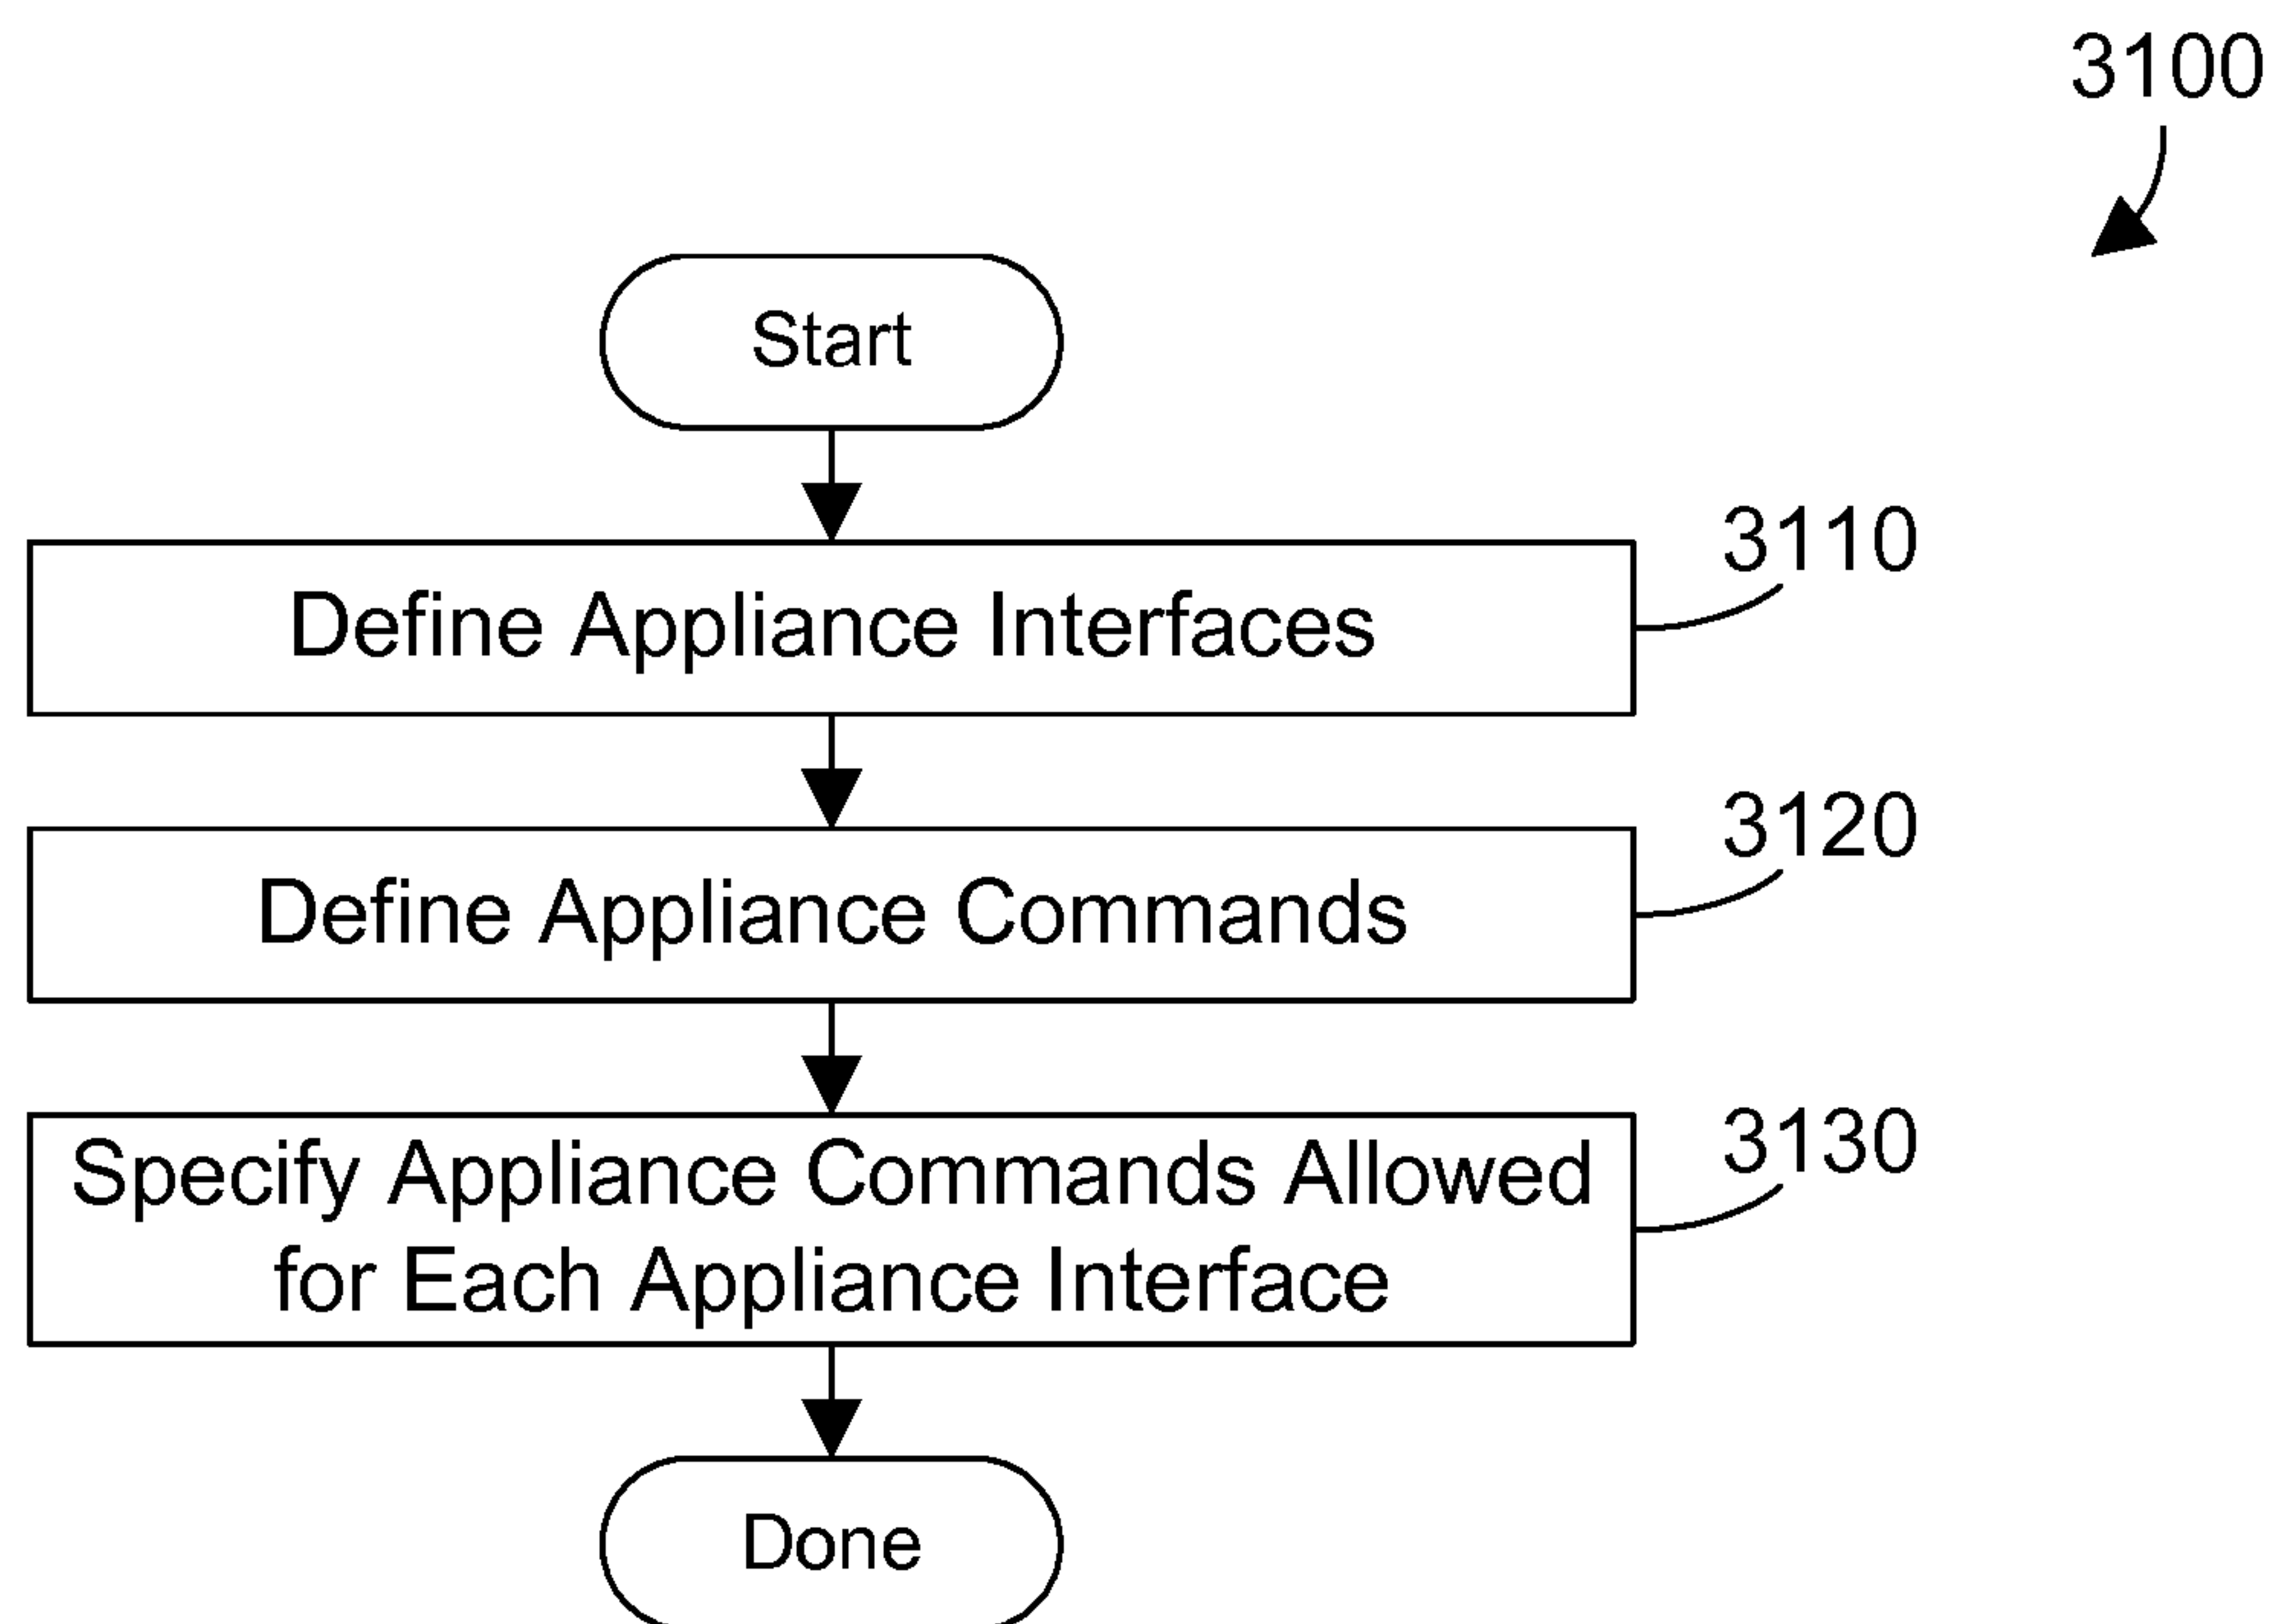 3100
Start
Define Appliance Interfaces
3110
Define Appliance Commands
3120
Specify Appliance Commands Allowed
for Each Appliance Interface
3130
Done